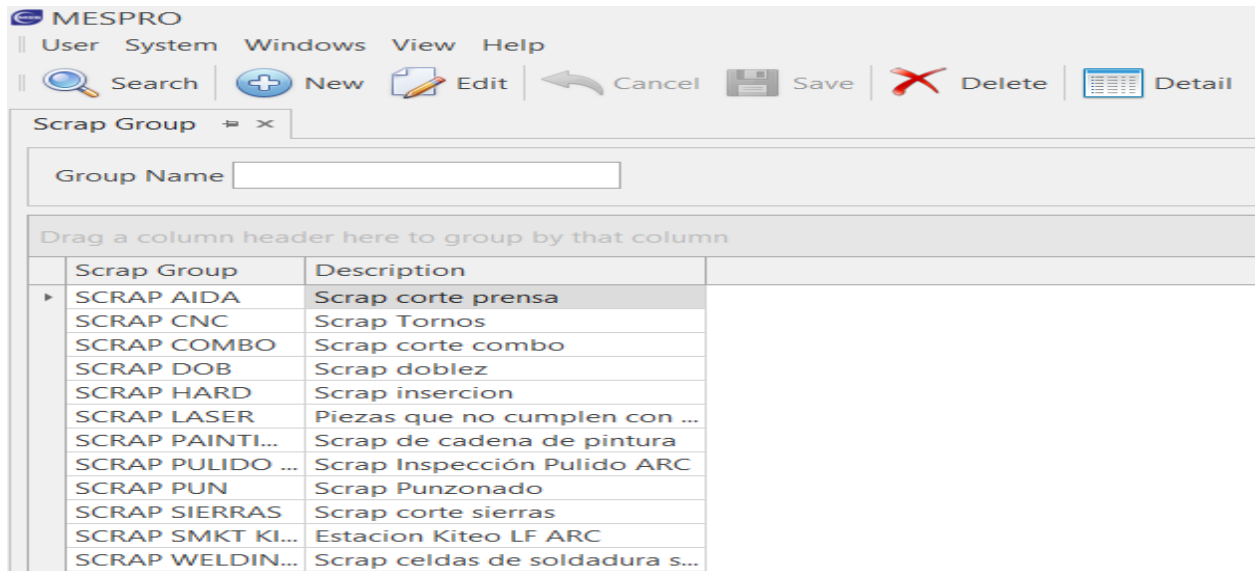 MESPRO
User System Windows View Help
Search New Edit Cancel Save Delete Detail
Scrap Group
Group Name
Drag a column header here to group by that column
Scrap Group Description
SCRAP AIDA Scrap corte prensa
SCRAP CNC Scrap Tornos
SCRAP COMBO Scrap corte combo
SCRAP DOB Scrap doblez
SCRAP HARD Scrap insercion
SCRAP LASER Piezas que no cumplen con ...
SCRAP PAINTI... Scrap de cadena de pintura
SCRAP PULIDO ... Scrap Inspección Pulido ARC
SCRAP PUN Scrap Punzonado
SCRAP SIERRAS Scrap corte sierras
SCRAP SMKT KI... Estacion Kiteo LF ARC
SCRAP WELDIN... Scrap celdas de soldadura s...